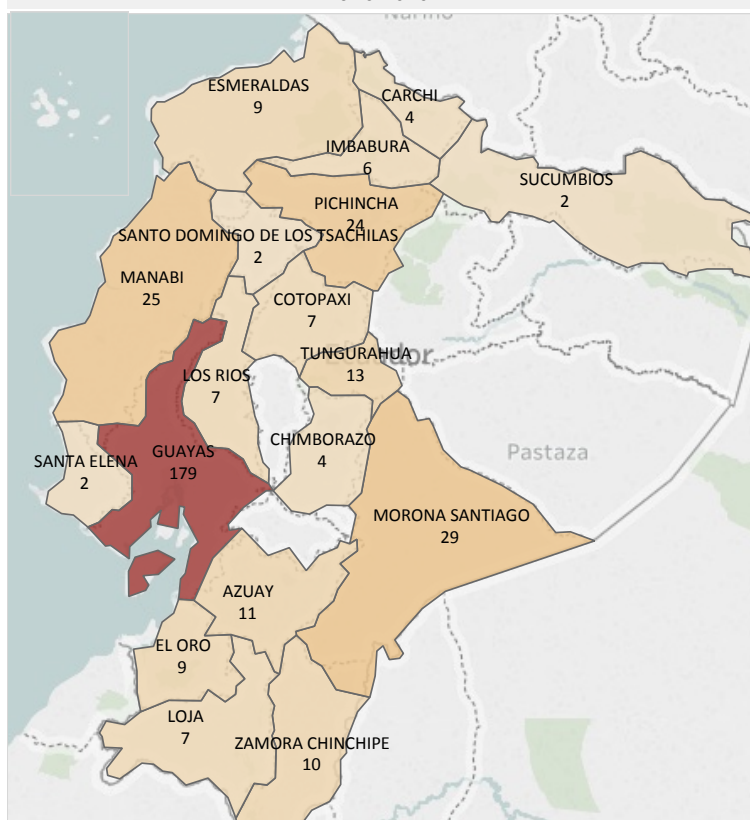 Nariño
ESMERALDAS
9
CARCHI
4
IMBABURA
6
SUCUMBIOS
2
PICHINCHA
24
SANTO DOMINGO DE LOS TSACHILAS
2
MANABI
25
COTOPAXI
7
Ecuador
TUNGURAHUA
13
LOS RIOS
7
CHIMBORAZO
4
Pastaza
SANTA ELENA
2
GUAYAS
179
MORONA SANTIAGO
29
AZUAY
11
EL ORO
9
LOJA
7
ZAMORA CHINCHIPE
10